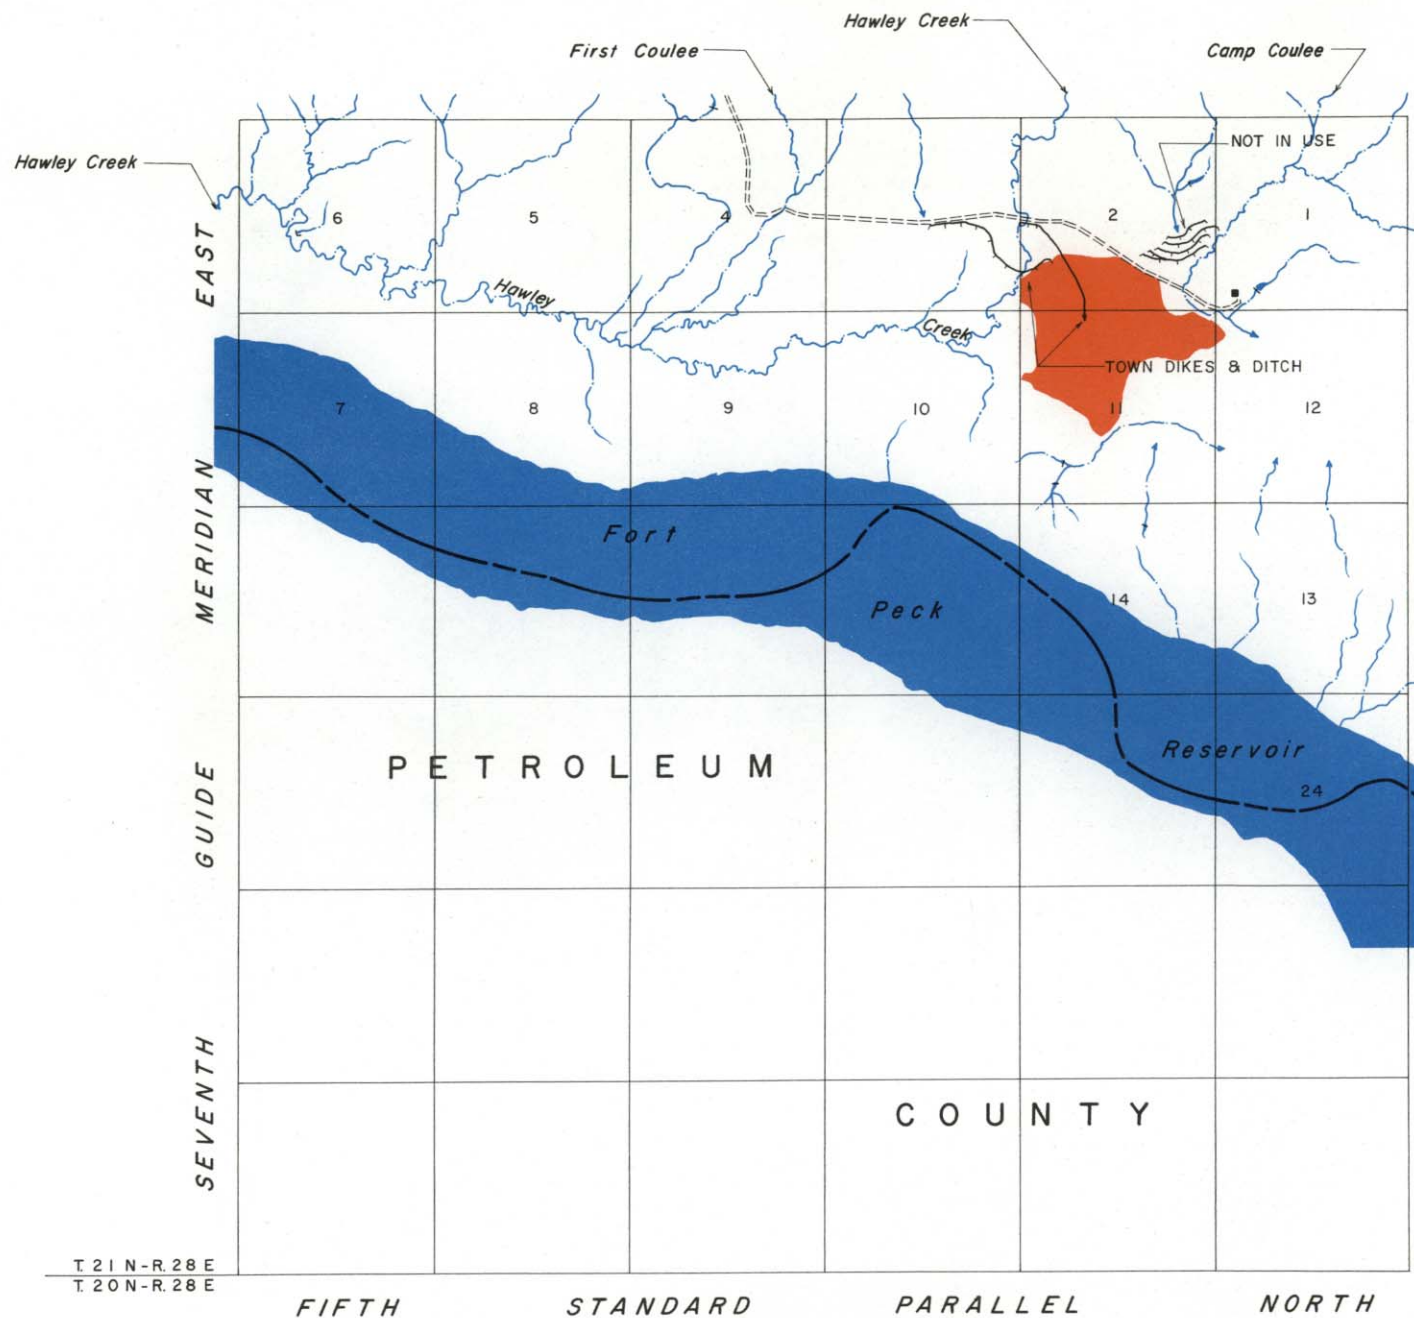 Hawley Creek
First Coulee
Camp Coulee
NOT IN USE
Hawley Creek
6
5
4
2
1
Hawley
Creek
TOWN DIKES & DITCH
7
8
9
10
11
12
Fort
Peck
14
13
Reservoir
24
PETROLEUM
COUNTY
SEVENTH GUIDE MERIDIAN EAST
T. 21 N-R. 28 E
T. 20 N-R. 28 E
FIFTH STANDARD PARALLEL NORTH